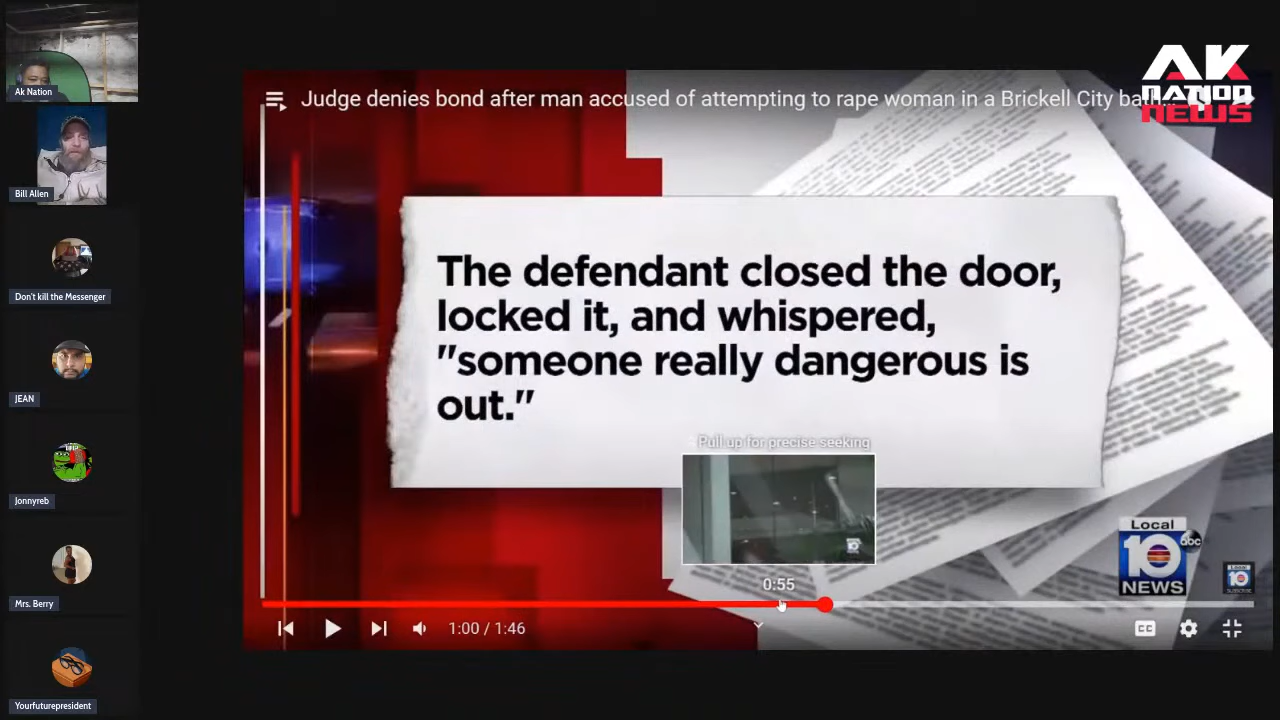 Ak Nation
Bill Allen
Don't kill the Messenger
JEAN
Jonnyreb
Mrs. Berry
Yourfuturepresident
Judge denies bond after man accused of attempting to rape woman in a Brickell City
AK
NATION
NEWS
The defendant closed the door,
locked it, and whispered,
"someone really dangerous is
out."
Pull up for precise seeking
0:55
1:00 / 1:46
CC
Local
10
abc
NEWS